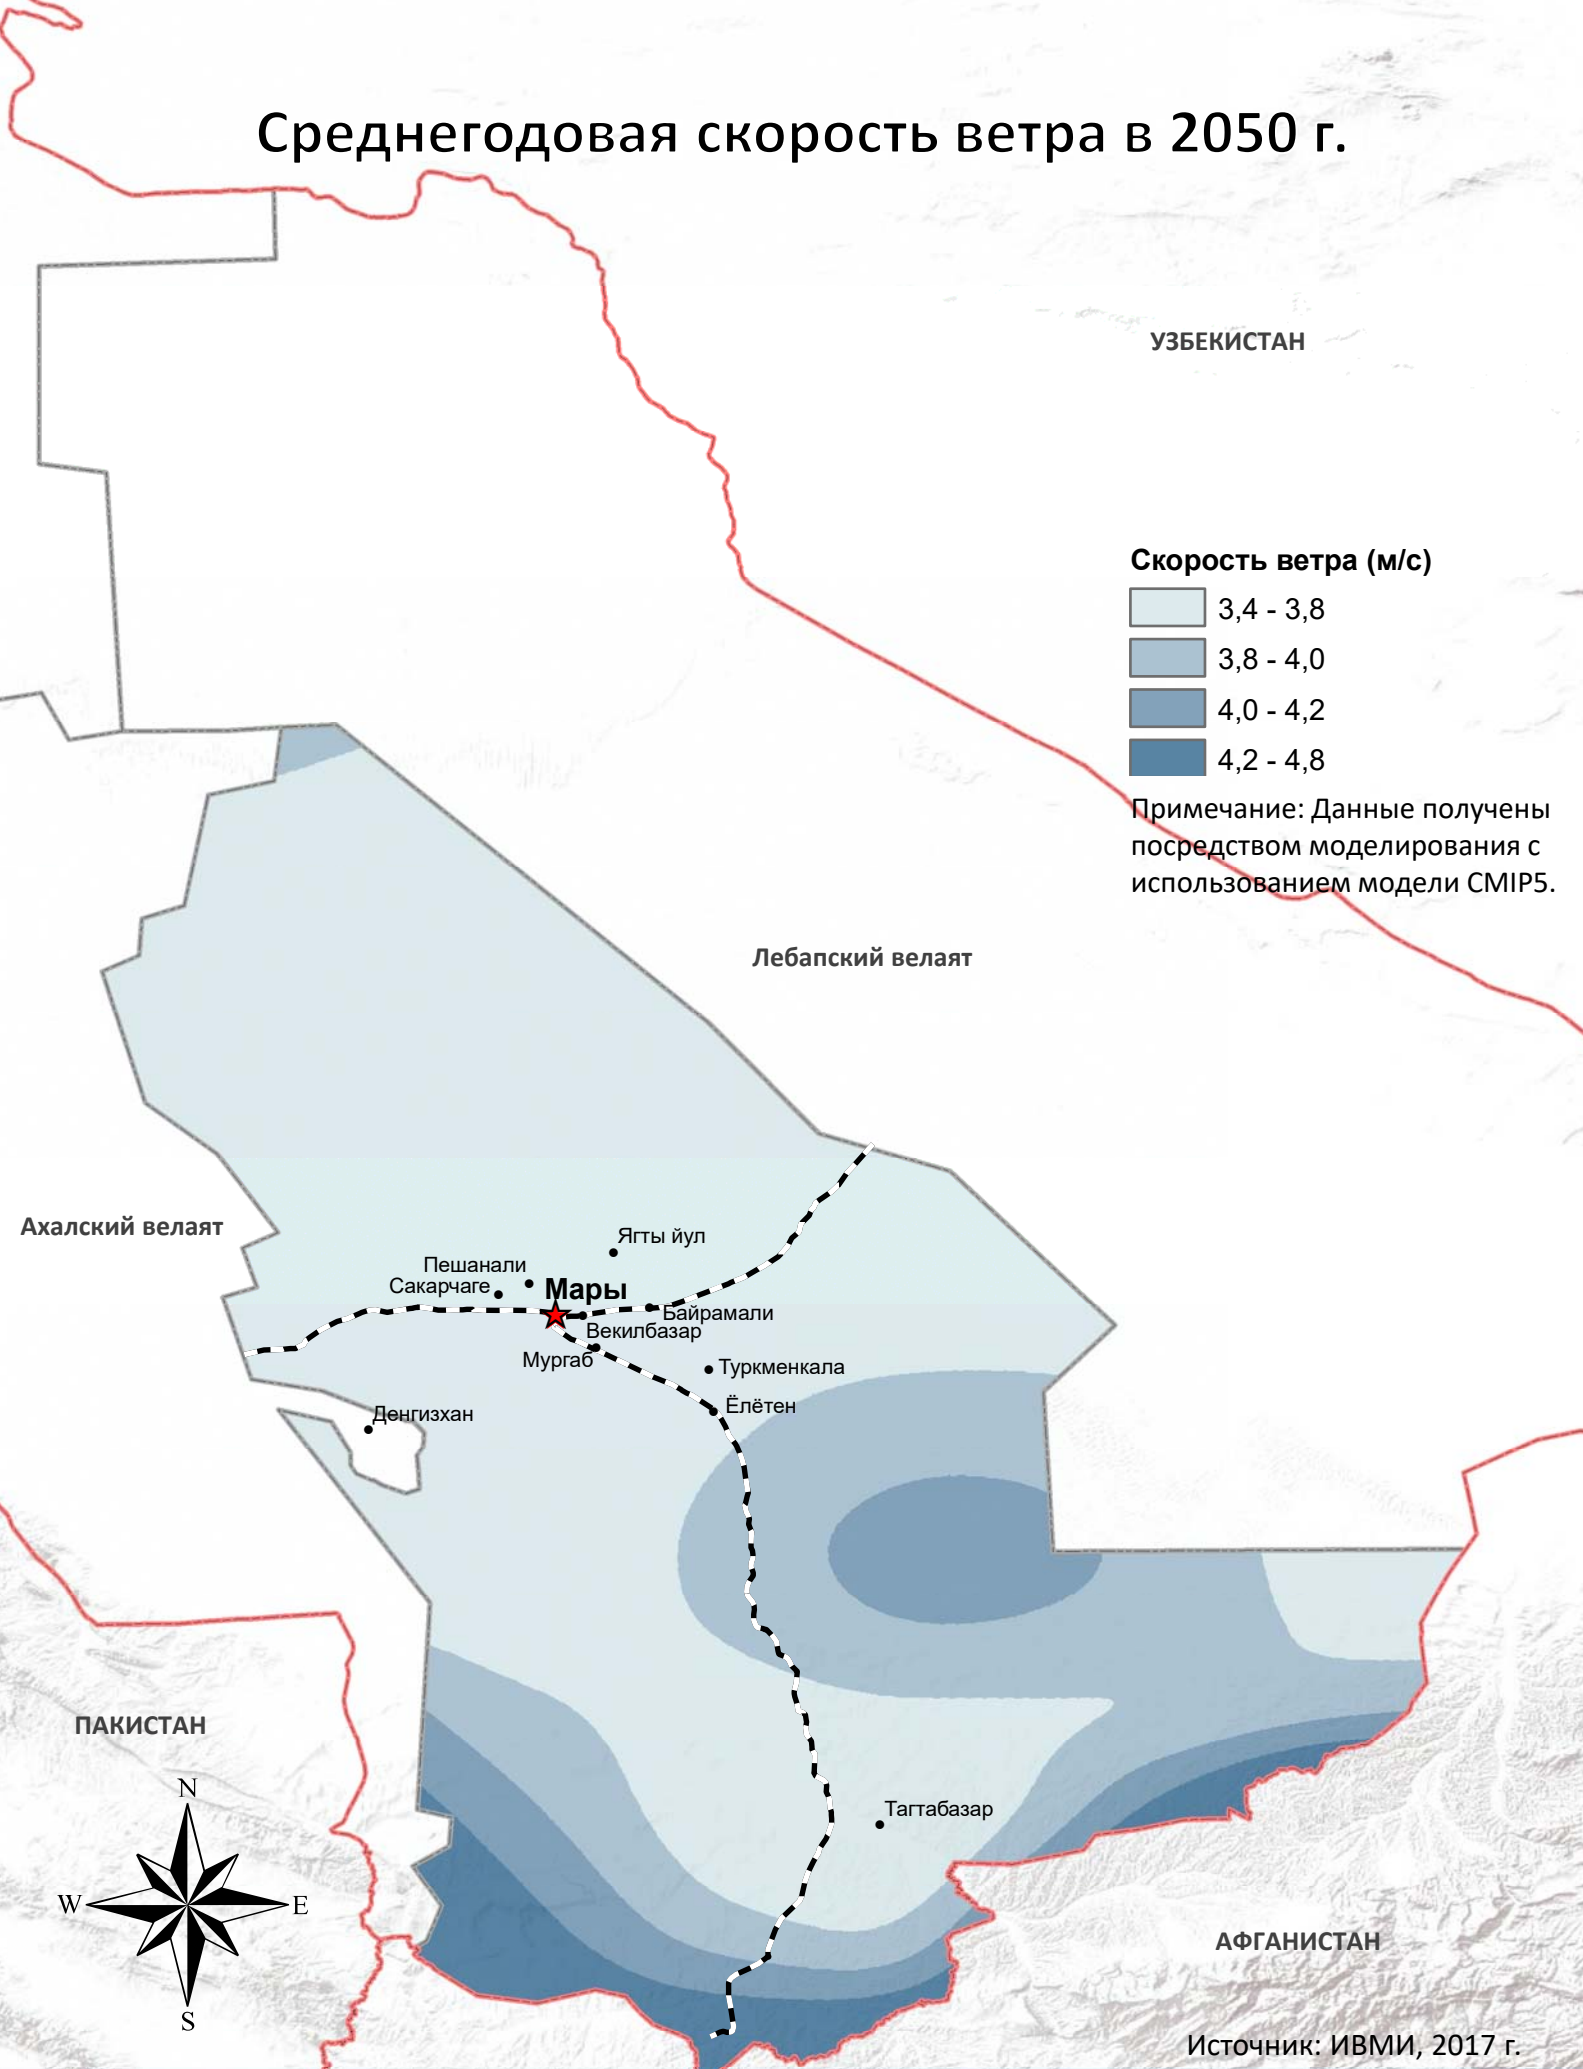 Среднегодовая скорость ветра в 2050 г.
УЗБЕКИСТАН
Скорость ветра (м/с)
3,4 - 3,8
3,8 - 4,0
4,0 - 4,2
4,2 - 4,8
Примечание: Данные получены
посредством моделирования с
использованием модели CMIP5.
Лебапский велаят
Ахалский велаят
Ягты йул
Пешанали
Сакарчаге
Мары
Байрамали
Векилбазар
Мургаб
Туркменкала
Ёлётен
Денгизхан
ПАКИСТАН
Тагтабазар
N
W
E
S
АФГАНИСТАН
Источник: ИВМИ, 2017 г.